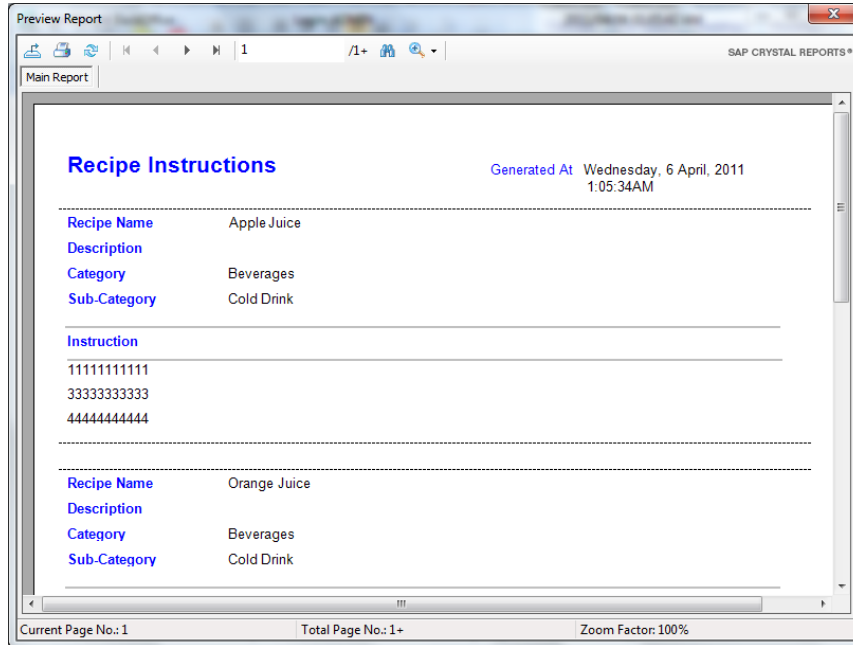 Preview Report
1 /1+ SAP CRYSTAL REPORTS®
Main Report
Recipe Instructions
Generated At Wednesday, 6 April, 2011
1:05:34AM
Recipe Name Apple Juice
Description
Category Beverages
Sub-Category Cold Drink
Instruction
11111111111
33333333333
44444444444
Recipe Name Orange Juice
Description
Category Beverages
Sub-Category Cold Drink
Current Page No.: 1 Total Page No.: 1+ Zoom Factor: 100%